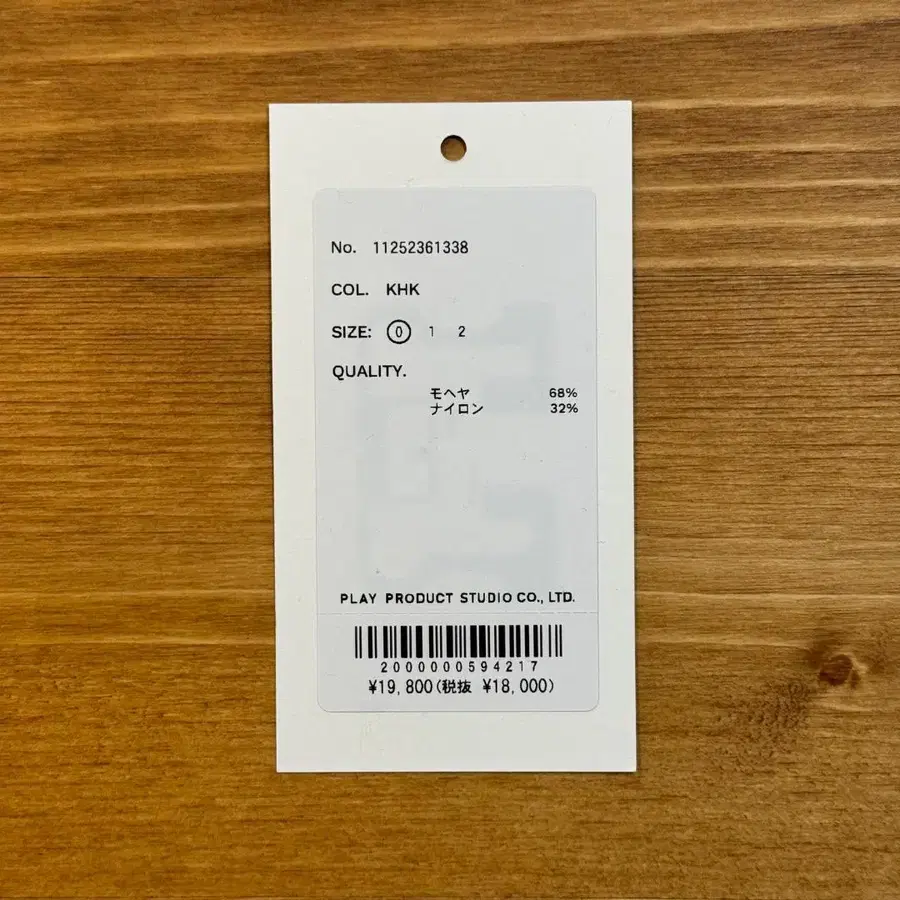 No. 11252361338
COL. KHK
SIZE: 0 1 2
QUALITY.
モヘヤ 68%
ナイロン 32%
PLAY PRODUCT STUDIO CO., LTD.
2000000594217
¥19,800(税抜 ¥18,000)